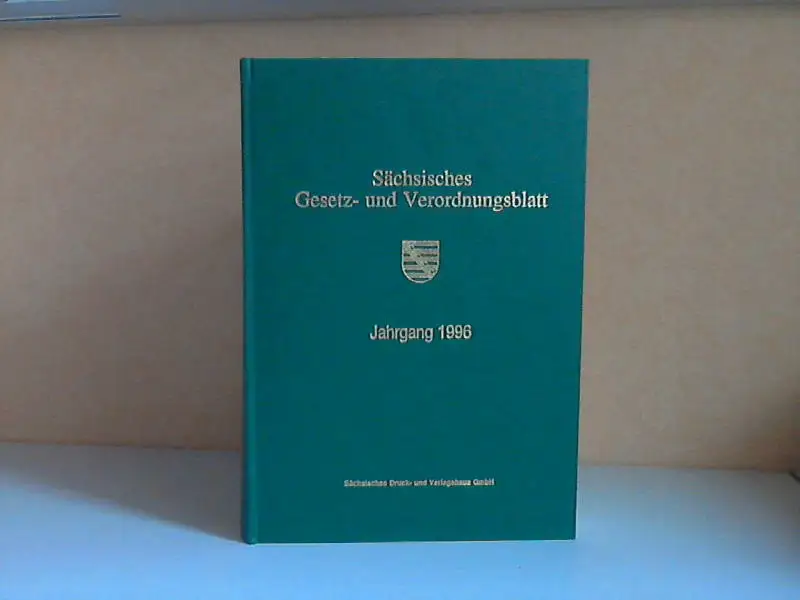 Sächsisches
Gesetz- und Verordnungsblatt
Jahrgang 1996
Sächsisches Druck- und Verlagshaus GmbH